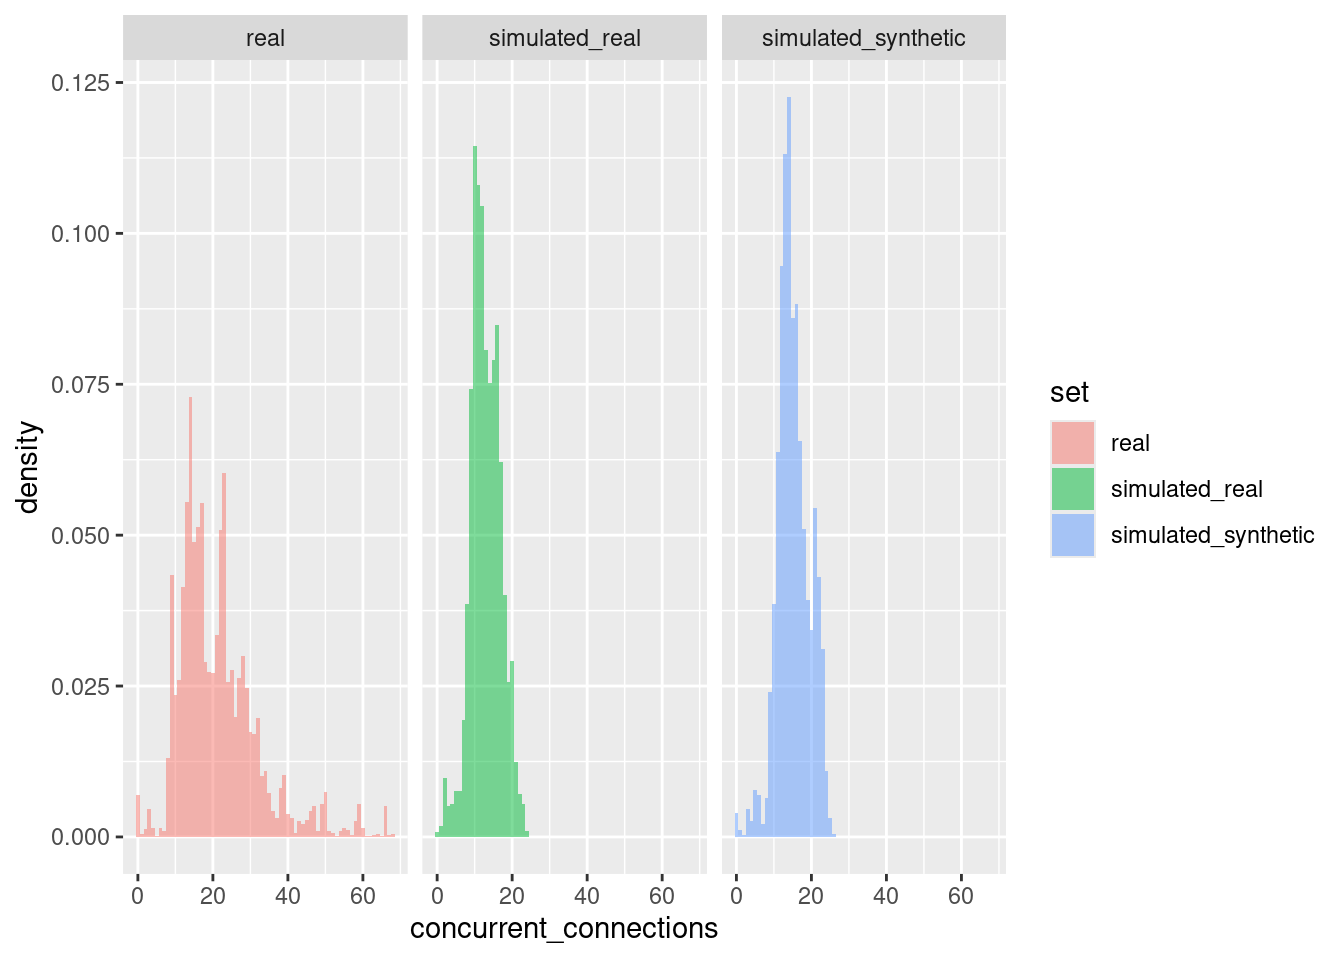 real
simulated_real
simulated_synthetic
0.125
0.100
0.075
0.050
0.025
0.000
density
0 20 40 60
0 20 40 60
0 20 40 60
concurrent_connections
set
real
simulated_real
simulated_synthetic